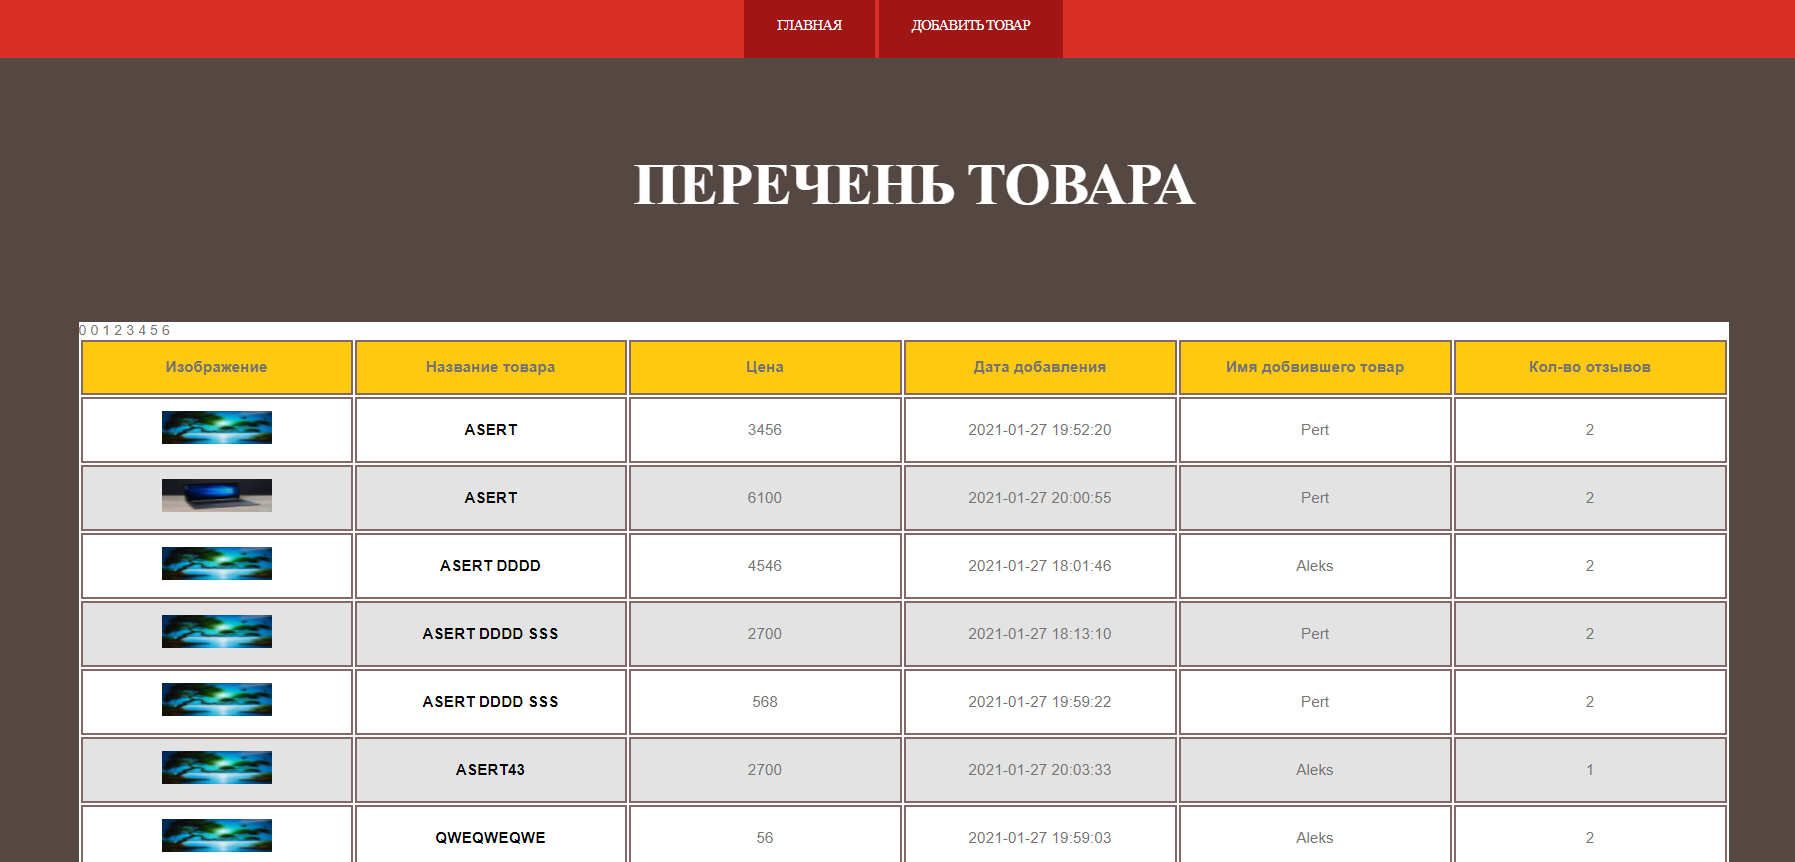 ГЛАВНАЯ ДОБАВИТЬ ТОВАР
ПЕРЕЧЕНЬ ТОВАРА
0 0 1 2 3 4 5 6
Изображение Название товара Цена Дата добавления Имя добвившего товар Кол-во отзывов
ASERT 3456 2021-01-27 19:52:20 Pert 2
ASERT 6100 2021-01-27 20:00:55 Pert 2
ASERT DDDD 4546 2021-01-27 18:01:46 Aleks 2
ASERT DDDD SSS 2700 2021-01-27 18:13:10 Pert 2
ASERT DDDD SSS 568 2021-01-27 19:59:22 Pert 2
ASERT43 2700 2021-01-27 20:03:33 Aleks 1
QWEQWEQWE 56 2021-01-27 19:59:03 Aleks 2